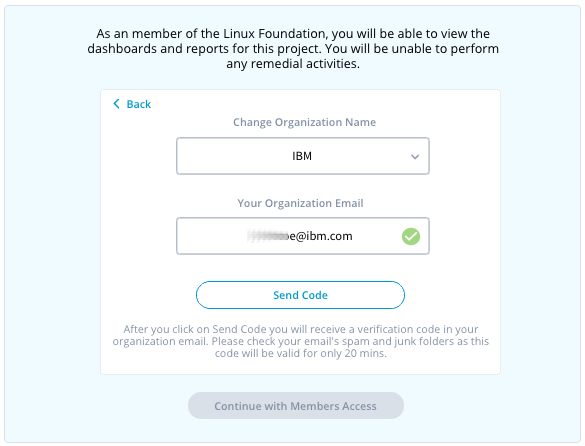 As an member of the Linux Foundation, you will be able to view the
dashboards and reports for this project. You will be unable to perform
any remedial activities.
Back
Change Organization Name
IBM
Your Organization Email
e@ibm.com
Send Code
After you click on Send Code you will receive a verification code in your
organization email. Please check your email's spam and junk folders as this
code will be valid for only 20 mins.
Continue with Members Access